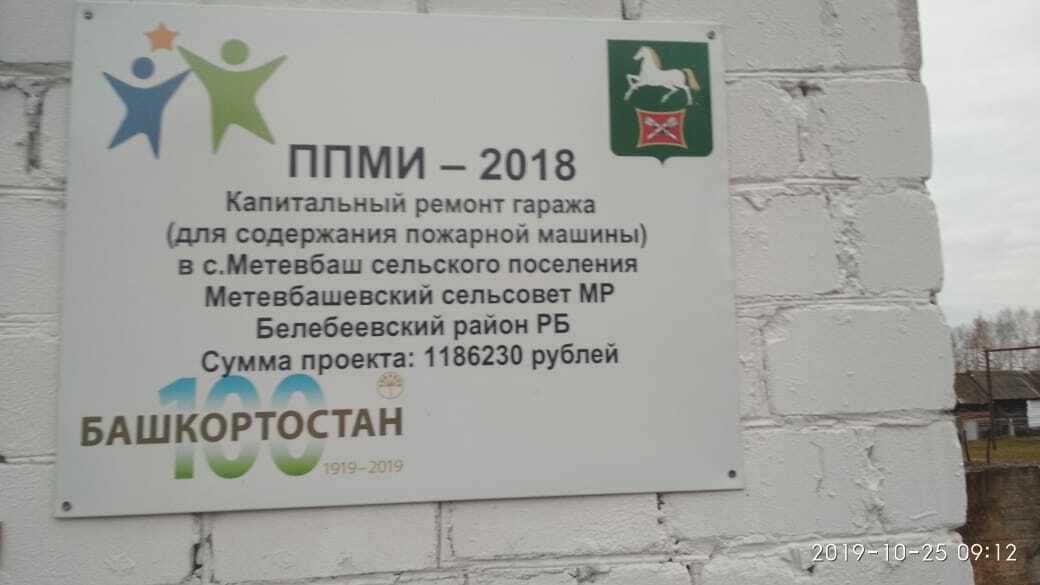 ППМИ – 2018
Капитальный ремонт гаража
(для содержания пожарной машины)
в с.Метевбаш сельского поселения
Метевбашевский сельсовет МР
Белебеевский район РБ
Сумма проекта: 1186230 рублей
100
БАШКОРТОСТАН
1919–2019
2019-10-25 09:12